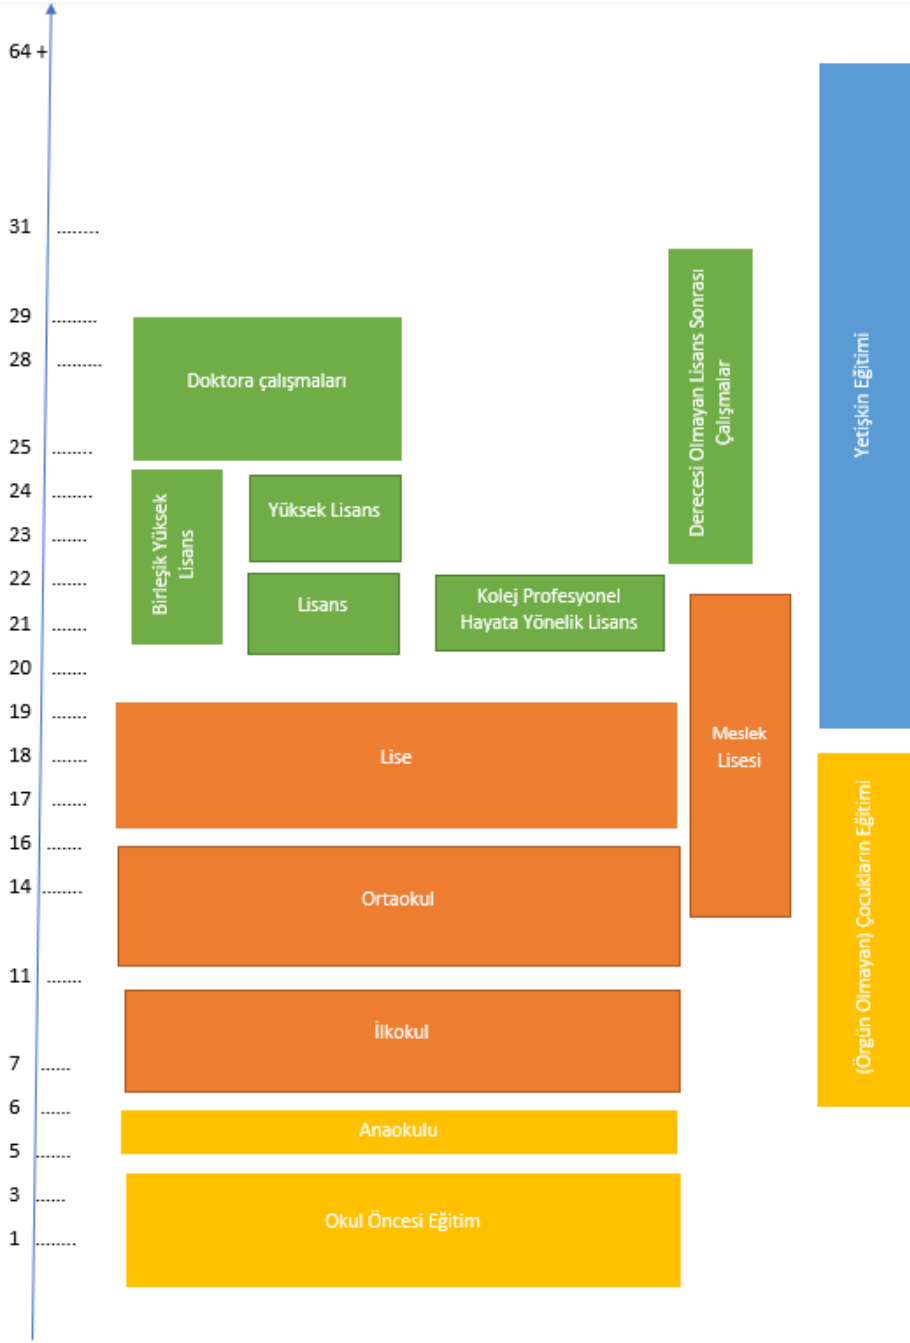 64 +
31 ........
29 .........
28 .........
25 ........
24 ........
23 .......
22 .......
21 .......
20 .......
19 .......
18 .......
17 .......
16 .......
14 ........
11 .......
7 ......
6 ......
5 .......
3 ......
1 ........
Doktora çalışmaları
Birleşik Yüksek
Lisans
Yüksek Lisans
Lisans
Kolej Profesyonel
Hayata Yönelik Lisans
Derecesi Olmayan Lisans Sonrası
Çalışmalar
Yetişkin Eğitimi
Lise
Meslek
Lisesi
Ortaokul
(Örgün Olmayan) Çocukların Eğitimi
İlkokul
Anaokulu
Okul Öncesi Eğitim